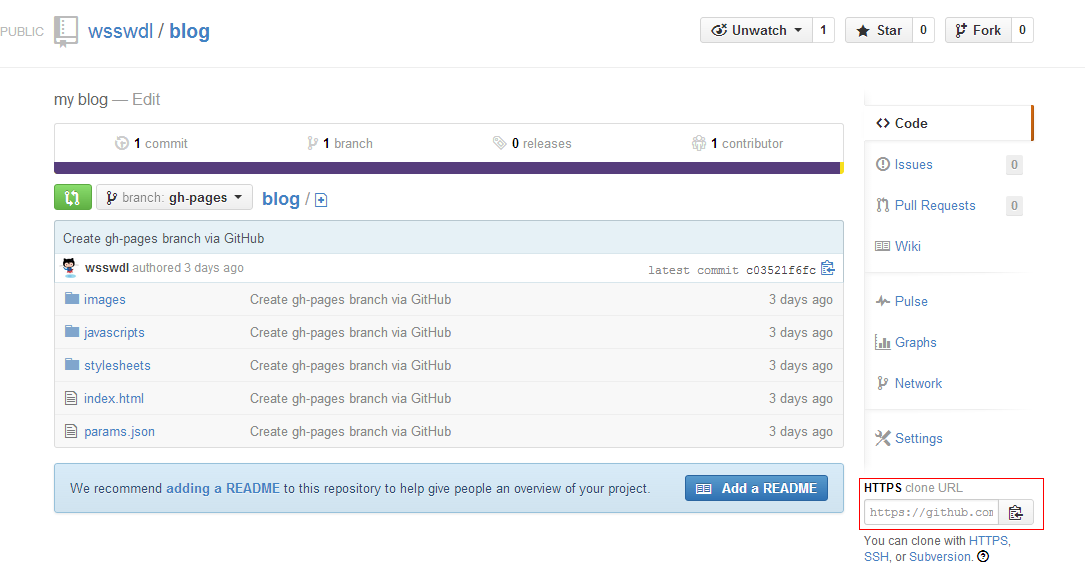 PUBLIC wsswdl / blog
Unwatch 1 Star 0 Fork 0
my blog — Edit
1 commit 1 branch 0 releases 1 contributor
branch: gh-pages blog /
Create gh-pages branch via GitHub
wsswdl authored 3 days ago latest commit c03521f6fc
images Create gh-pages branch via GitHub 3 days ago
javascripts Create gh-pages branch via GitHub 3 days ago
stylesheets Create gh-pages branch via GitHub 3 days ago
index.html Create gh-pages branch via GitHub 3 days ago
params.json Create gh-pages branch via GitHub 3 days ago
We recommend adding a README to this repository to help give people an overview of your project. Add a README
Code
Issues 0
Pull Requests 0
Wiki
Pulse
Graphs
Network
Settings
HTTPS clone URL
https://github.com
You can clone with HTTPS,
SSH, or Subversion. ?